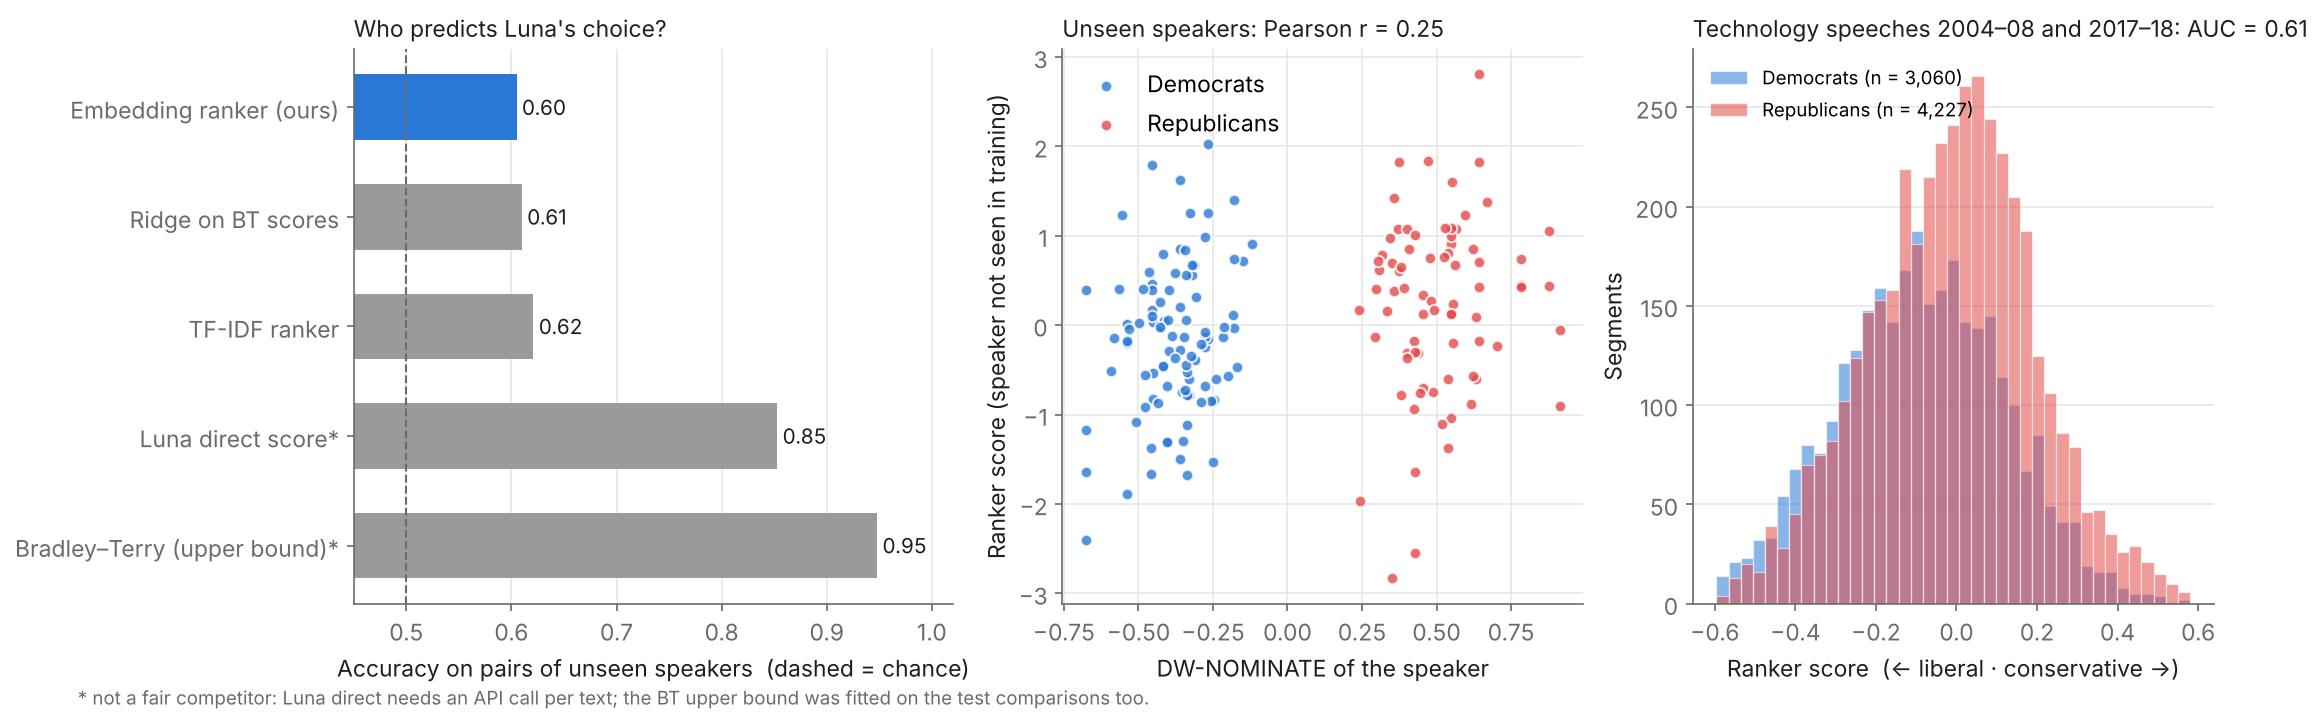 Who predicts Luna's choice?
Embedding ranker (ours)
0.60
Ridge on BT scores
0.61
TF-IDF ranker
0.62
Luna direct score*
0.85
Bradley–Terry (upper bound)*
0.95
0.5 0.6 0.7 0.8 0.9 1.0
Accuracy on pairs of unseen speakers (dashed = chance)
* not a fair competitor: Luna direct needs an API call per text; the BT upper bound was fitted on the test comparisons too.
Unseen speakers: Pearson r = 0.25
Democrats
Republicans
Ranker score (speaker not seen in training)
3
2
1
0
−1
−2
−3
−0.75 −0.50 −0.25 0.00 0.25 0.50 0.75
DW-NOMINATE of the speaker
Technology speeches 2004–08 and 2017–18: AUC = 0.61
Democrats (n = 3,060)
Republicans (n = 4,227)
Segments
250
200
150
100
50
0
−0.6 −0.4 −0.2 0.0 0.2 0.4 0.6
Ranker score (← liberal · conservative →)